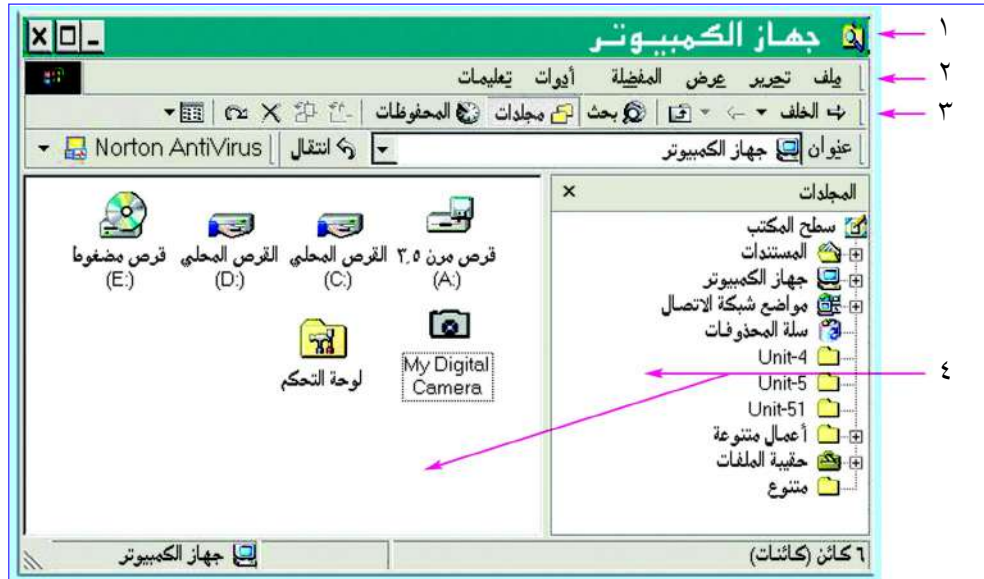 جهاز الكمبيوتر ١
ملف تحرير عرض المفضلة أدوات تعليمات ٢
الخلف بحث مجلدات المحفوظات ٣
عنوان جهاز الكمبيوتر انتقال Norton AntiVirus
المجلدات
سطح المكتب
المستندات
جهاز الكمبيوتر
مواضع شبكة الاتصال
سلة المحذوفات
Unit-4
Unit-5
Unit-51
أعمال متنوعة
حقيبة الملفات
متنوع
٤
قرص مرن ٣,٥ القرص المحلي القرص المحلي قرص مضغوط
(A:) (C:) (D:) (E:)
My Digital
Camera
لوحة التحكم
٦ كائن (كائنات) جهاز الكمبيوتر